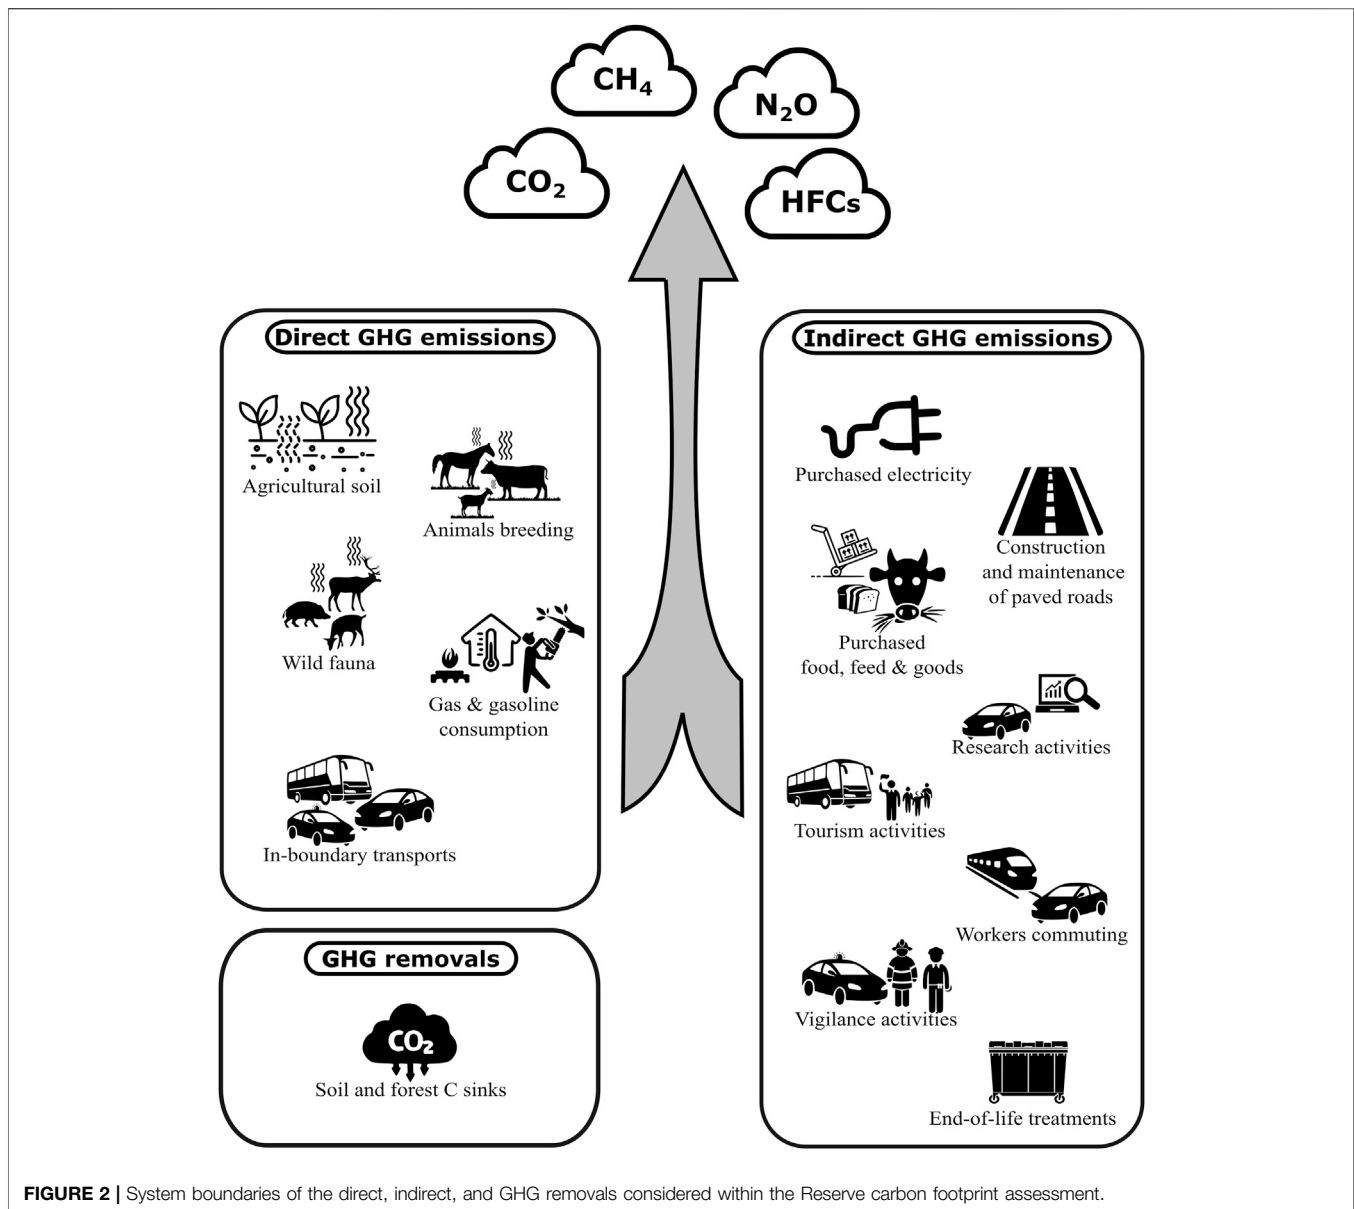 CH₄
N₂O
CO₂
HFCs
Direct GHG emissions
Agricultural soil
Animals breeding
Wild fauna
Gas & gasoline
consumption
In-boundary transports
GHG removals
CO₂
Soil and forest C sinks
Indirect GHG emissions
Purchased electricity
Construction
and maintenance
of paved roads
Purchased
food, feed & goods
Research activities
Tourism activities
Workers commuting
Vigilance activities
End-of-life treatments
FIGURE 2 | System boundaries of the direct, indirect, and GHG removals considered within the Reserve carbon footprint assessment.